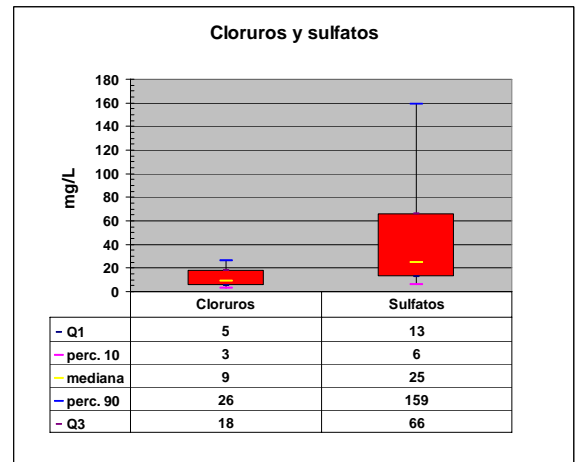 Cloruros y sulfatos
180
160
140
120
100
80
60
40
20
0
mg/L
Cloruros Sulfatos
Q1 5 13
perc. 10 3 6
mediana 9 25
perc. 90 26 159
Q3 18 66